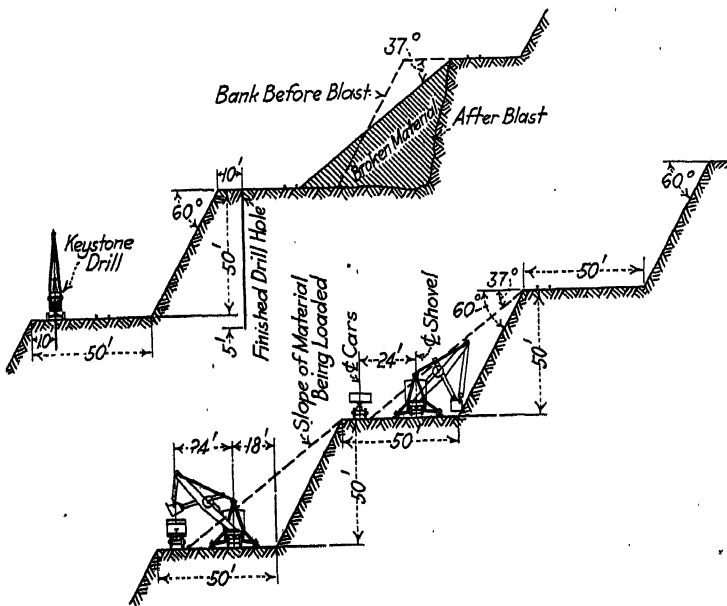 37°
Bank Before Blast
After Blast
Broken Material
10'
60°
60°
Keystone
Drill
50'
Finished Drill Hole
5'
10'
50'
Slope of Material
Being Loaded
℄ Cars
24'
℄ Shovel
37°
60°
50'
50'
50'
50'
24'
18'
50'